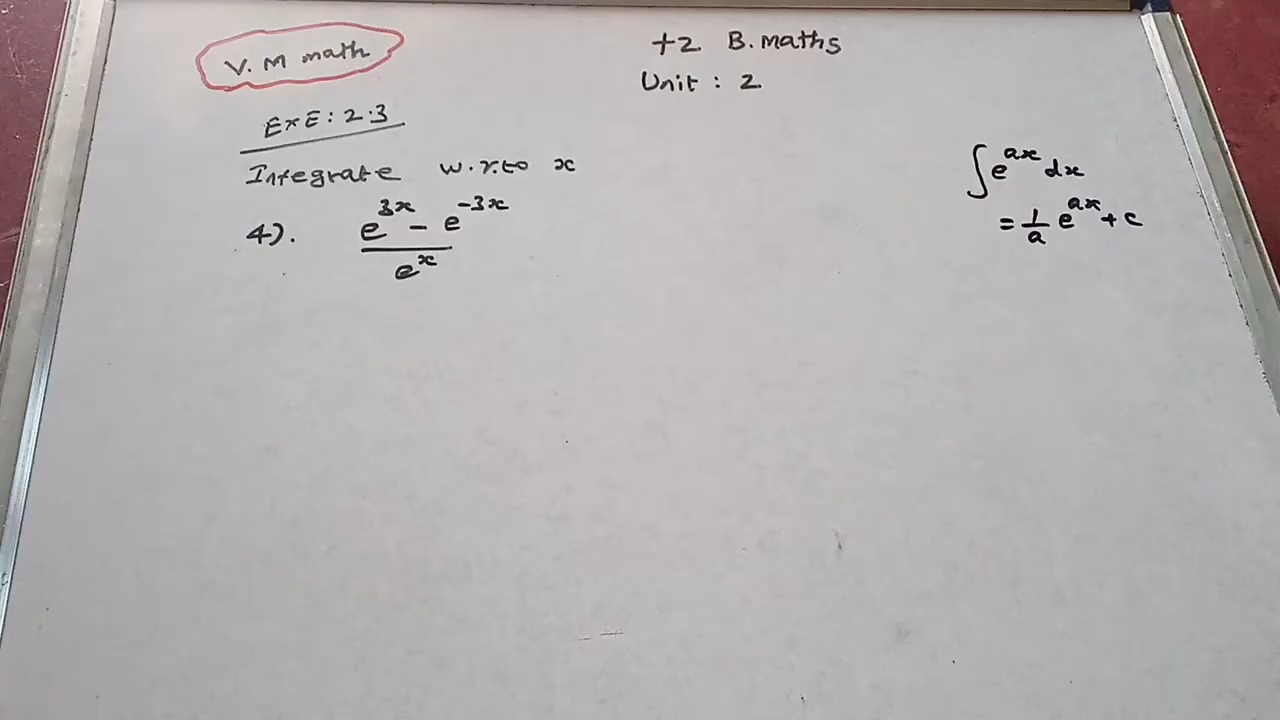 V. M math
+2 B. maths
Unit : 2
EXE: 2.3
Integrate w.r.to x
4). (e^{3x} - e^{-3x}) / e^x
∫ e^{ax} dx
= 1/a e^{ax} + c